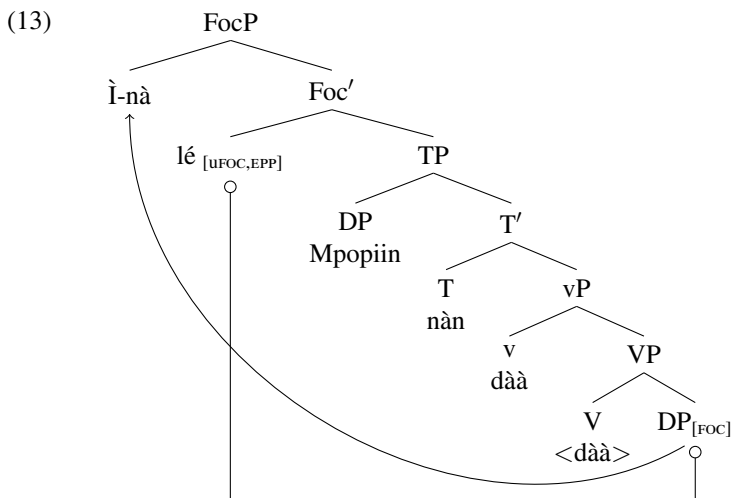 (13)
FocP
Ì-nà Foc′
lé [uFOC,EPP] TP
DP T′
Mpopiin
T vP
nàn
v VP
dàà
V DP[FOC]
<dàà>